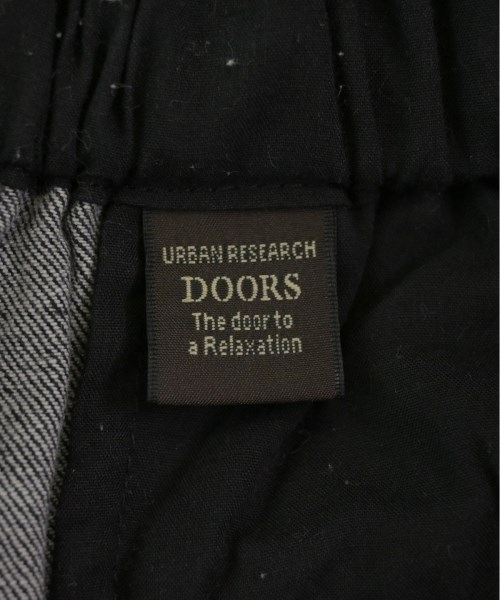 URBAN RESEARCH
DOORS
The door to
a Relaxation